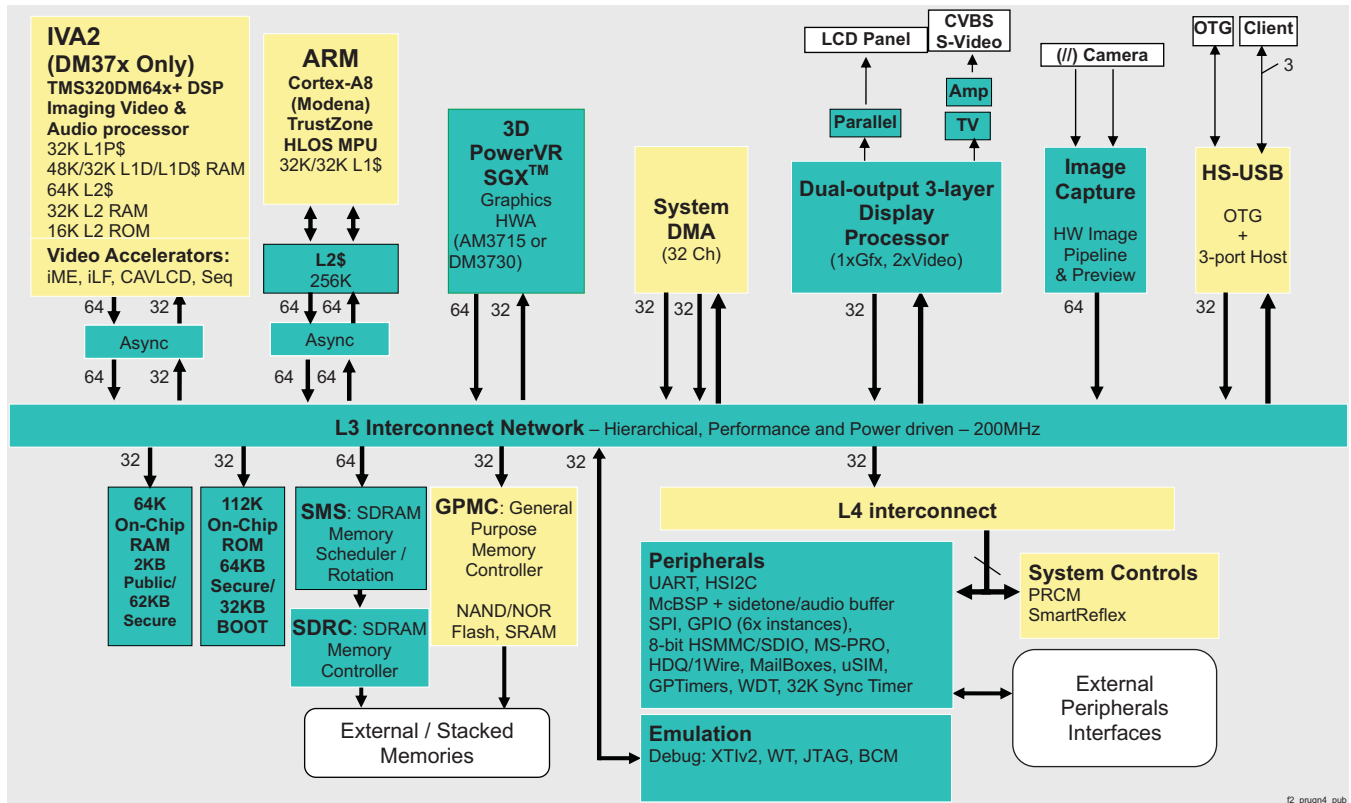 IVA2
(DM37x Only)
TMS320DM64x+ DSP
Imaging Video &
Audio processor
32K L1P$
48K/32K L1D/L1D$ RAM
64K L2$
32K L2 RAM
16K L2 ROM
Video Accelerators:
iME, iLF, CAVLCD, Seq
64
32
Async
64
32
ARM
Cortex-A8
(Modena)
TrustZone
HLOS MPU
32K/32K L1$
L2$
256K
64
64
Async
64
64
3D
PowerVR
SGX™
Graphics
HWA
(AM3715 or
DM3730)
64
32
System
DMA
(32 Ch)
32
32
LCD Panel
CVBS
S-Video
Amp
Parallel
TV
Dual-output 3-layer
Display
Processor
(1xGfx, 2xVideo)
32
(//) Camera
Image
Capture
HW Image
Pipeline
& Preview
64
OTG
Client
3
HS-USB
OTG
+
3-port Host
32
L3 Interconnect Network – Hierarchical, Performance and Power driven – 200MHz
32
32
64
32
32
32
64K
On-Chip
RAM
2KB
Public/
62KB
Secure
112K
On-Chip
ROM
64KB
Secure/
32KB
BOOT
SMS: SDRAM
Memory
Scheduler /
Rotation
SDRC: SDRAM
Memory
Controller
GPMC: General
Purpose
Memory
Controller
NAND/NOR
Flash, SRAM
External / Stacked
Memories
L4 interconnect
Peripherals
UART, HSI2C
McBSP + sidetone/audio buffer
SPI, GPIO (6x instances),
8-bit HSMMC/SDIO, MS-PRO,
HDQ/1Wire, MailBoxes, uSIM,
GPTimers, WDT, 32K Sync Timer
System Controls
PRCM
SmartReflex
External
Peripherals
Interfaces
Emulation
Debug: XTIv2, WT, JTAG, BCM
f2_prugn4_pub